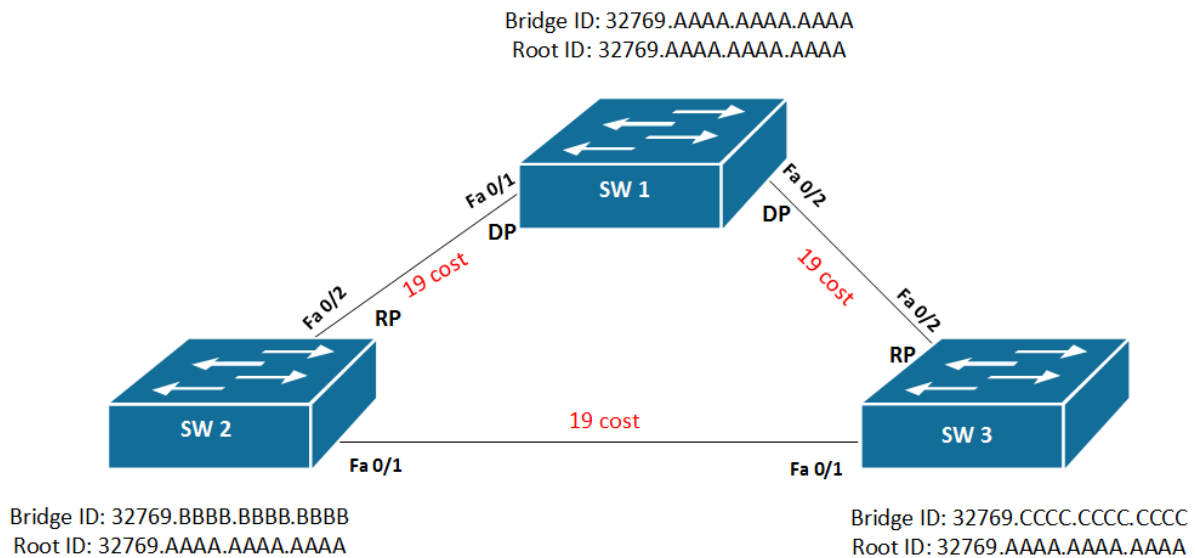 Bridge ID: 32769.AAAA.AAAA.AAAA
Root ID: 32769.AAAA.AAAA.AAAA
SW 1
Fa 0/1
Fa 0/2
DP
DP
19 cost
19 cost
Fa 0/2
Fa 0/2
RP
RP
SW 2
19 cost
SW 3
Fa 0/1
Fa 0/1
Bridge ID: 32769.BBBB.BBBB.BBBB
Root ID: 32769.AAAA.AAAA.AAAA
Bridge ID: 32769.CCCC.CCCC.CCCC
Root ID: 32769.AAAA.AAAA.AAAA